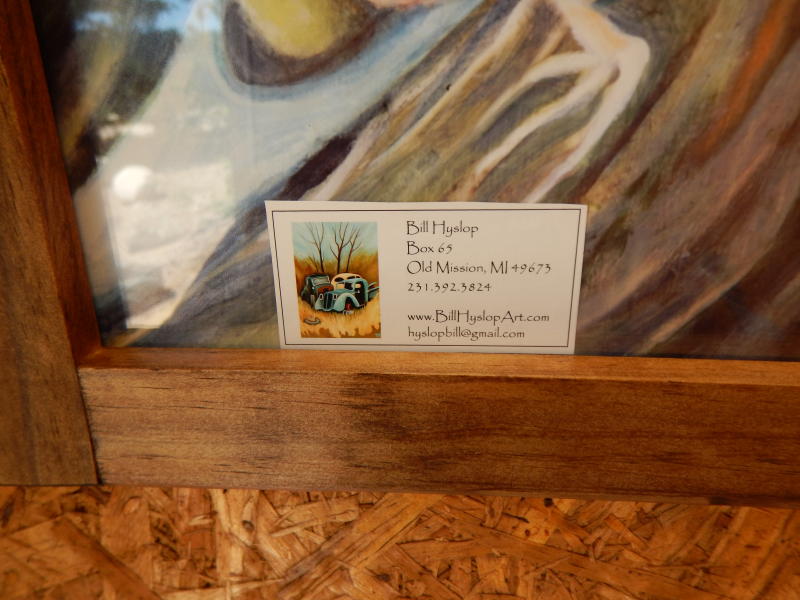 Bill Hyslop
Box 65
Old Mission, MI 49673
231.392.3824
www.BillHyslopArt.com
hyslopbill@gmail.com